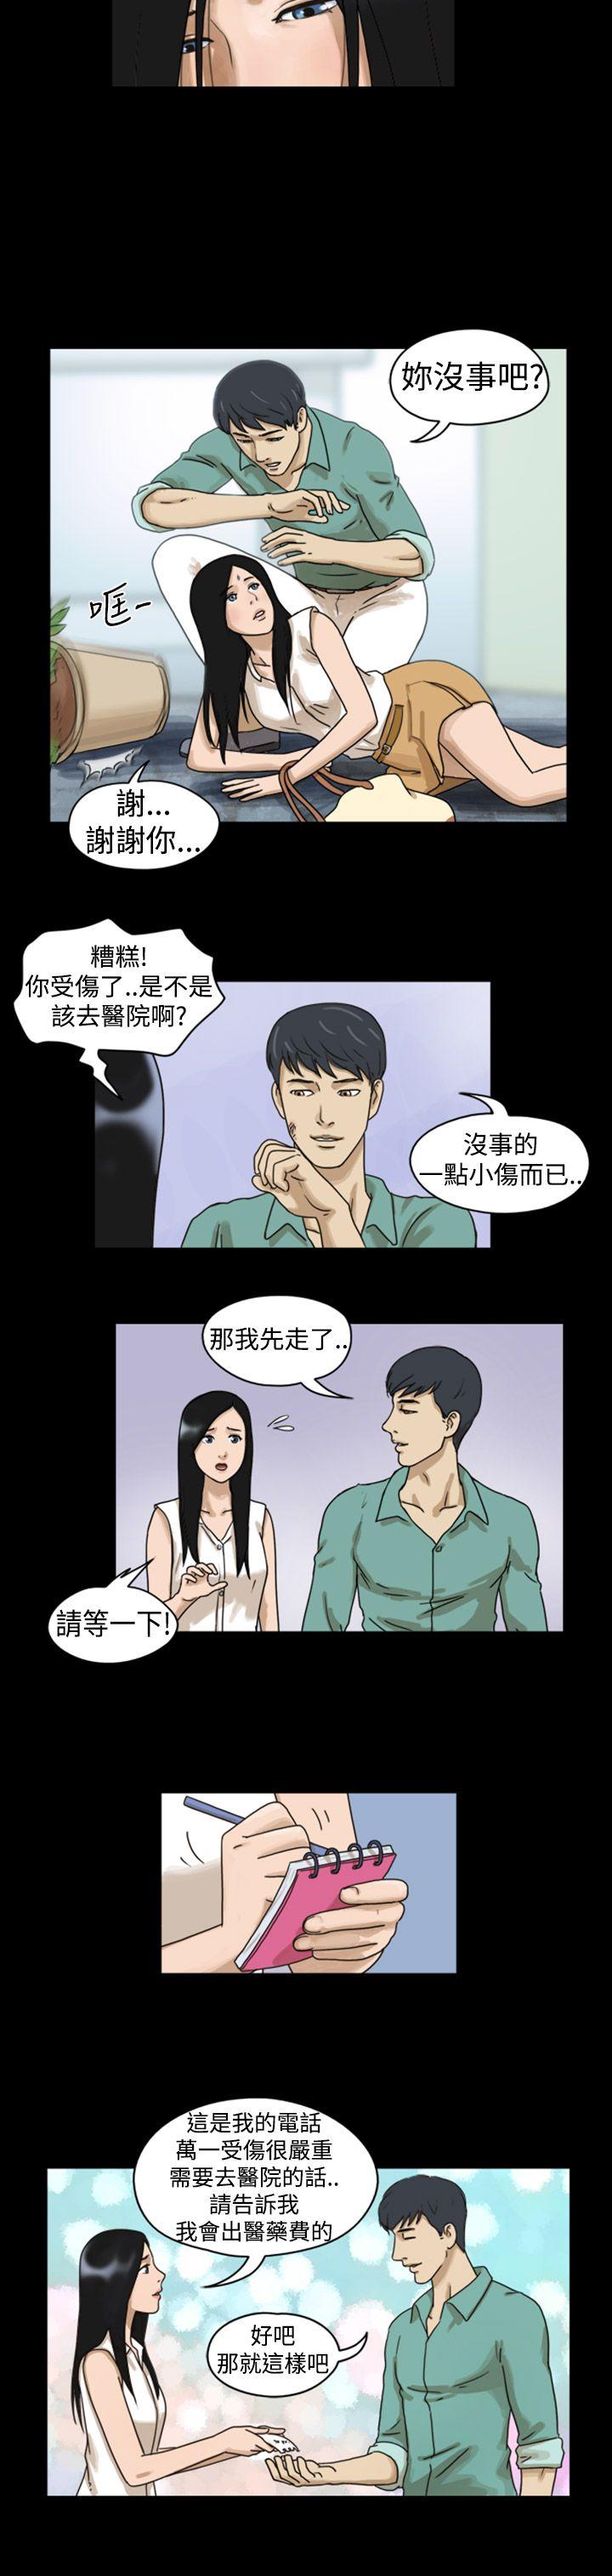 妳沒事吧?
哐-
謝...
謝謝你...
糟糕!
你受傷了..是不是
該去醫院啊?
沒事的
一點小傷而已..
那我先走了..
請等一下!
這是我的電話
萬一受傷很嚴重
需要去醫院的話..
請告訴我
我會出醫藥費的
好吧
那就這樣吧